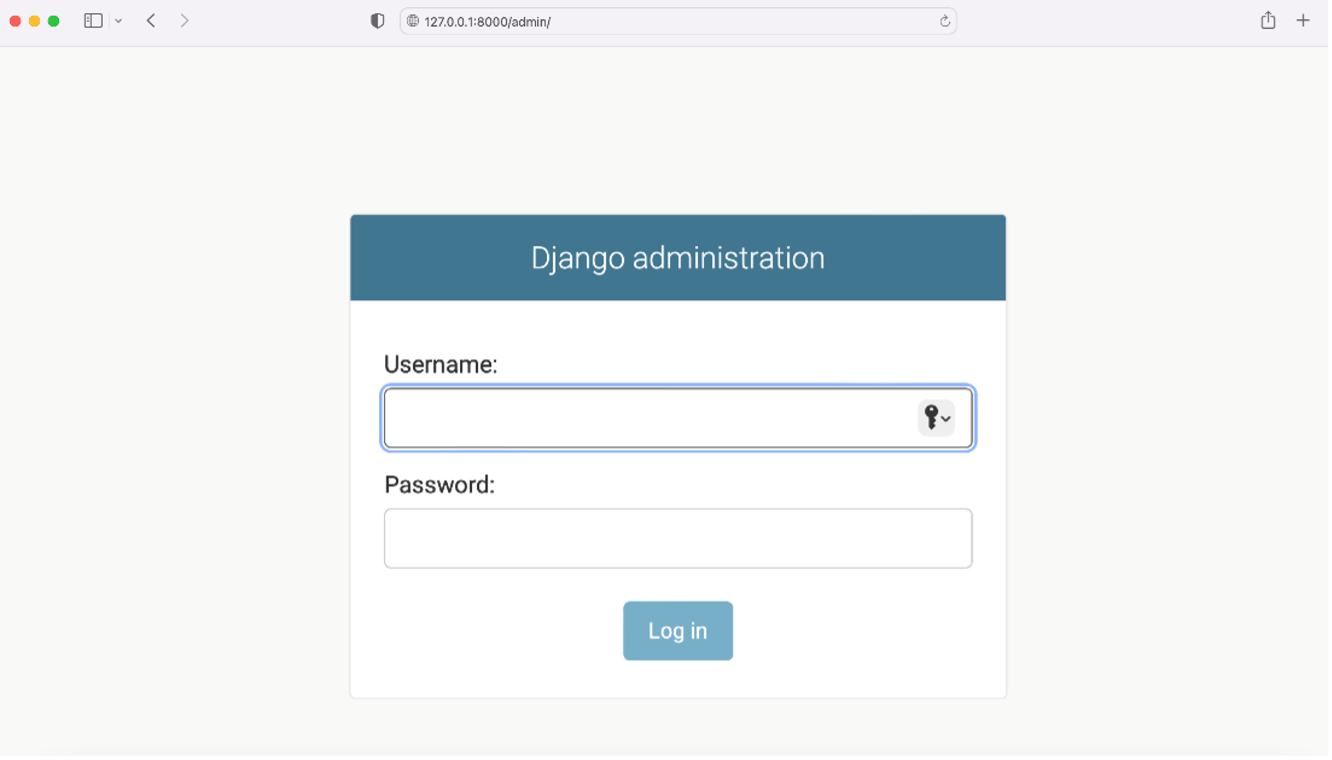 127.0.0.1:8000/admin/
Django administration
Username:
Password:
Log in